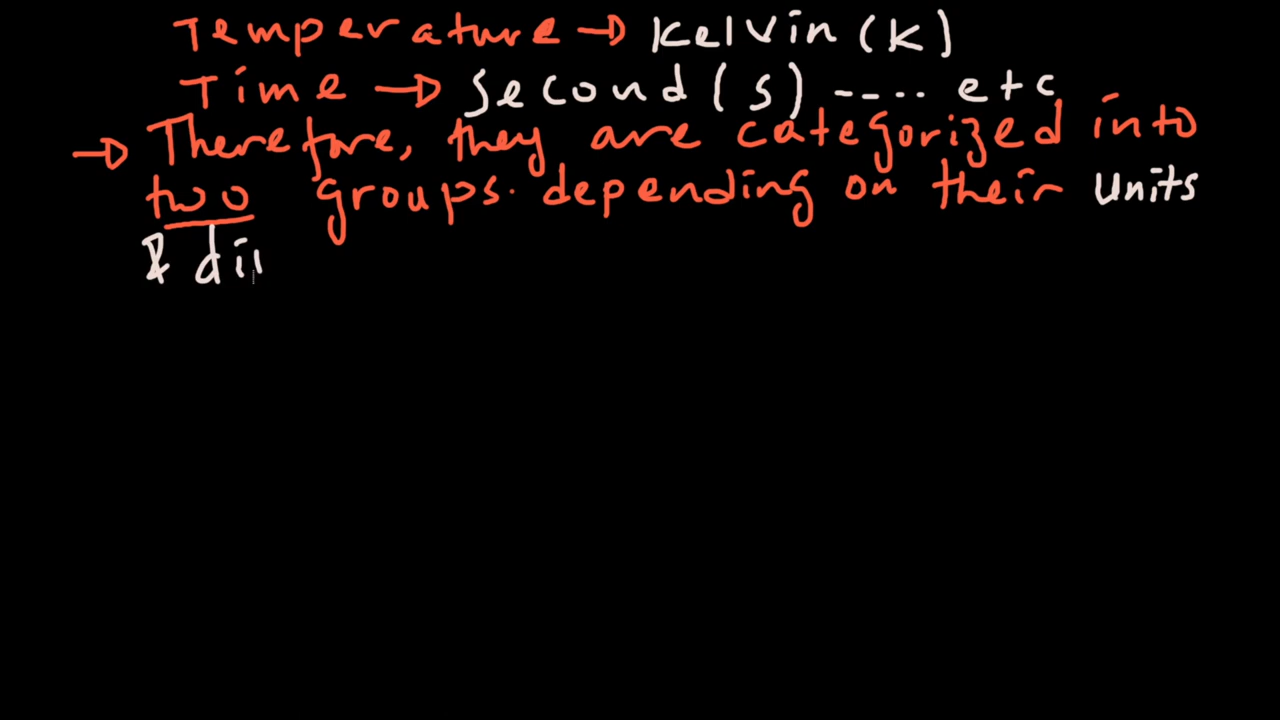 Temperature → Kelvin (K)
Time → Second (s) ---- etc
→ Therefore, they are categorized into
two groups. depending on their units
&